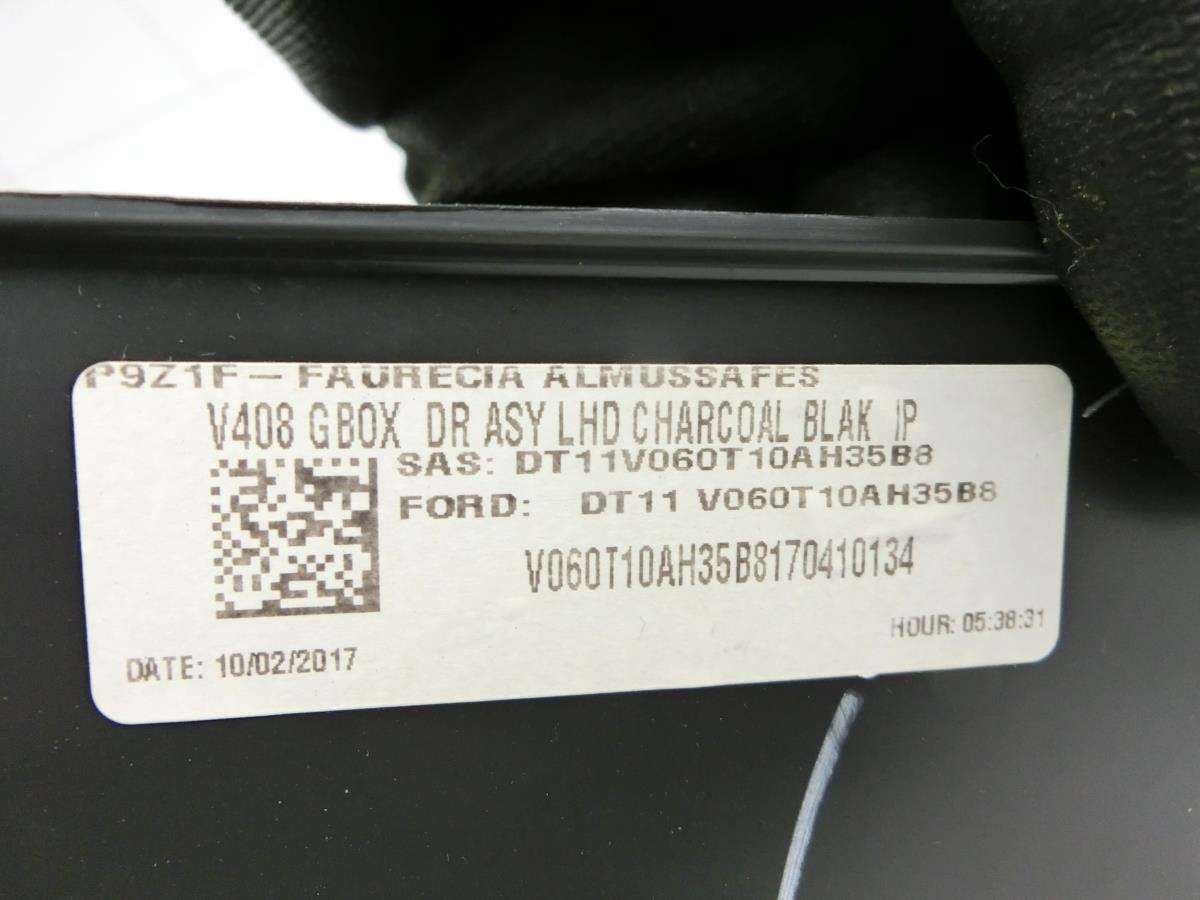 P9Z1F - FAURECIA ALMUSSAFES
V408 GBOX DR ASY LHD CHARCOAL BLAK IP
SAS: DT11V060T10AH35B8
FORD: DT11 V060T10AH35B8
V060T10AH35B8170410134
HOUR: 05:38:31
DATE: 10/02/2017